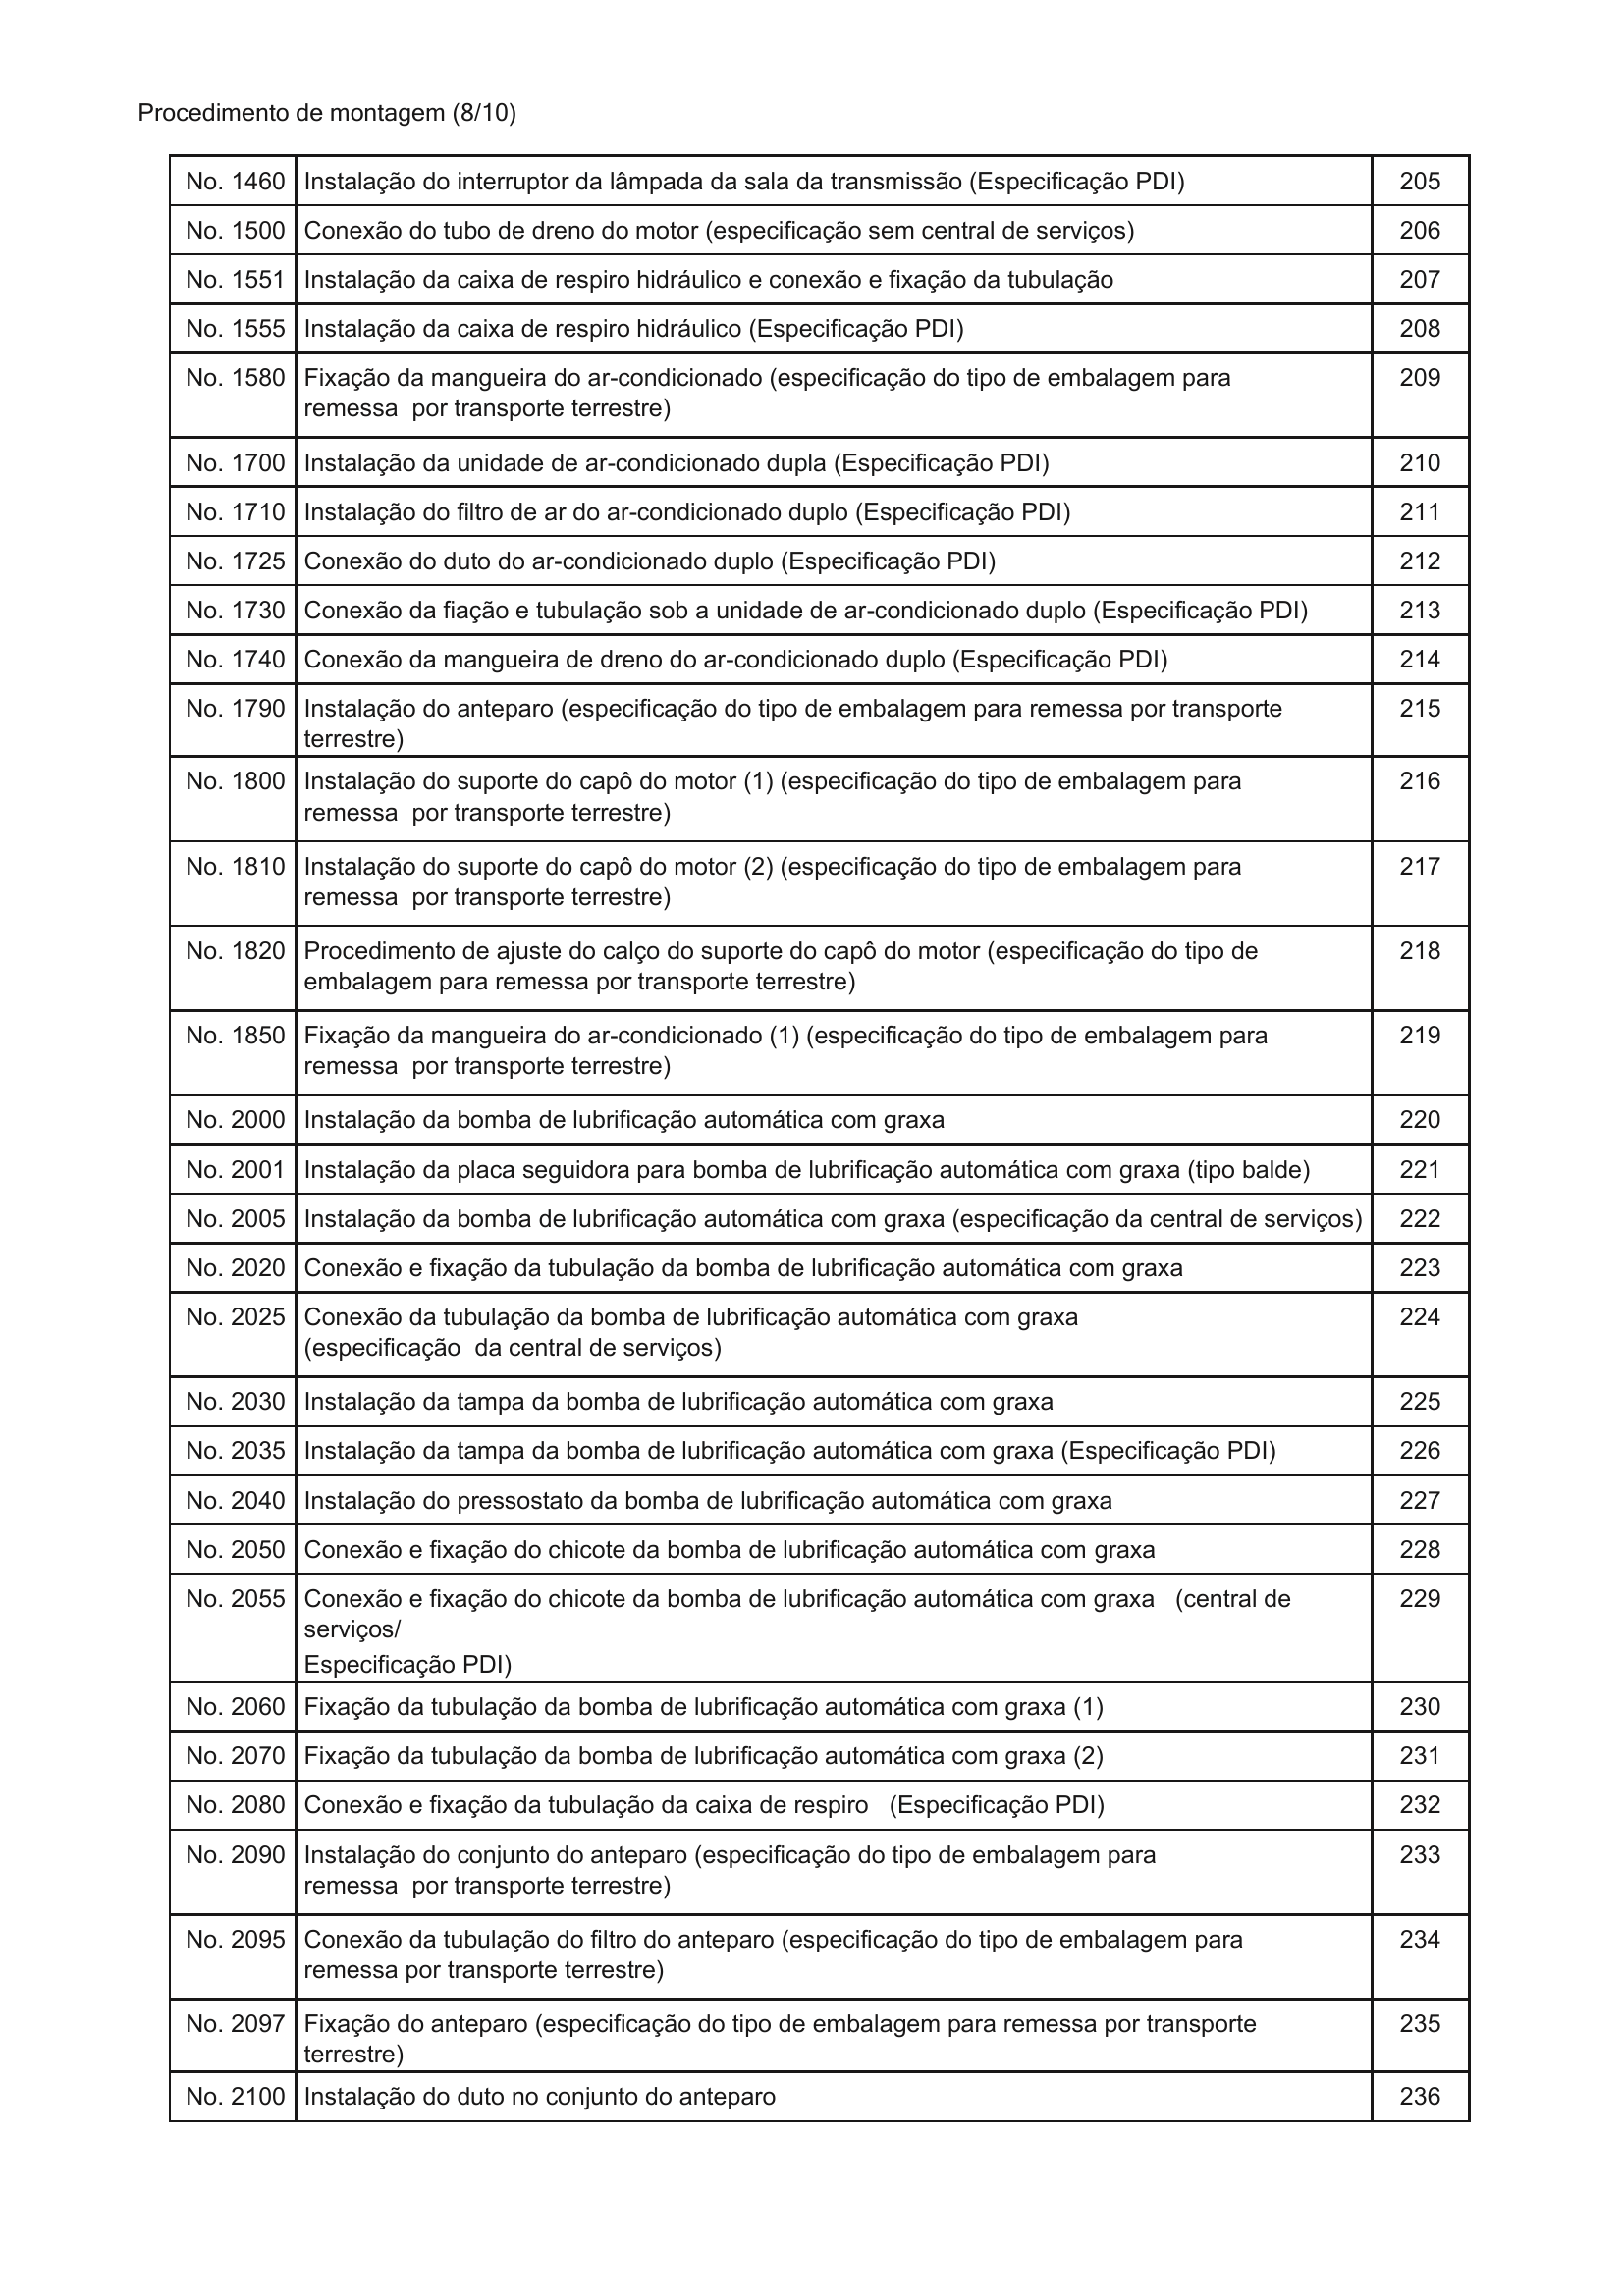 Procedimento de montagem (8/10)
No. 1460 Instalação do interruptor da lâmpada da sala da transmissão (Especificação PDI) 205
No. 1500 Conexão do tubo de dreno do motor (especificação sem central de serviços) 206
No. 1551 Instalação da caixa de respiro hidráulico e conexão e fixação da tubulação 207
No. 1555 Instalação da caixa de respiro hidráulico (Especificação PDI) 208
No. 1580 Fixação da mangueira do ar-condicionado (especificação do tipo de embalagem para 209
remessa por transporte terrestre)
No. 1700 Instalação da unidade de ar-condicionado dupla (Especificação PDI) 210
No. 1710 Instalação do filtro de ar do ar-condicionado duplo (Especificação PDI) 211
No. 1725 Conexão do duto do ar-condicionado duplo (Especificação PDI) 212
No. 1730 Conexão da fiação e tubulação sob a unidade de ar-condicionado duplo (Especificação PDI) 213
No. 1740 Conexão da mangueira de dreno do ar-condicionado duplo (Especificação PDI) 214
No. 1790 Instalação do anteparo (especificação do tipo de embalagem para remessa por transporte 215
terrestre)
No. 1800 Instalação do suporte do capô do motor (1) (especificação do tipo de embalagem para 216
remessa por transporte terrestre)
No. 1810 Instalação do suporte do capô do motor (2) (especificação do tipo de embalagem para 217
remessa por transporte terrestre)
No. 1820 Procedimento de ajuste do calço do suporte do capô do motor (especificação do tipo de 218
embalagem para remessa por transporte terrestre)
No. 1850 Fixação da mangueira do ar-condicionado (1) (especificação do tipo de embalagem para 219
remessa por transporte terrestre)
No. 2000 Instalação da bomba de lubrificação automática com graxa 220
No. 2001 Instalação da placa seguidora para bomba de lubrificação automática com graxa (tipo balde) 221
No. 2005 Instalação da bomba de lubrificação automática com graxa (especificação da central de serviços) 222
No. 2020 Conexão e fixação da tubulação da bomba de lubrificação automática com graxa 223
No. 2025 Conexão da tubulação da bomba de lubrificação automática com graxa 224
(especificação da central de serviços)
No. 2030 Instalação da tampa da bomba de lubrificação automática com graxa 225
No. 2035 Instalação da tampa da bomba de lubrificação automática com graxa (Especificação PDI) 226
No. 2040 Instalação do pressostato da bomba de lubrificação automática com graxa 227
No. 2050 Conexão e fixação do chicote da bomba de lubrificação automática com graxa 228
No. 2055 Conexão e fixação do chicote da bomba de lubrificação automática com graxa (central de 229
serviços/
Especificação PDI)
No. 2060 Fixação da tubulação da bomba de lubrificação automática com graxa (1) 230
No. 2070 Fixação da tubulação da bomba de lubrificação automática com graxa (2) 231
No. 2080 Conexão e fixação da tubulação da caixa de respiro (Especificação PDI) 232
No. 2090 Instalação do conjunto do anteparo (especificação do tipo de embalagem para 233
remessa por transporte terrestre)
No. 2095 Conexão da tubulação do filtro do anteparo (especificação do tipo de embalagem para 234
remessa por transporte terrestre)
No. 2097 Fixação do anteparo (especificação do tipo de embalagem para remessa por transporte 235
terrestre)
No. 2100 Instalação do duto no conjunto do anteparo 236